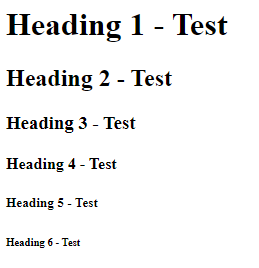 Heading 1 - Test
Heading 2 - Test
Heading 3 - Test
Heading 4 - Test
Heading 5 - Test
Heading 6 - Test